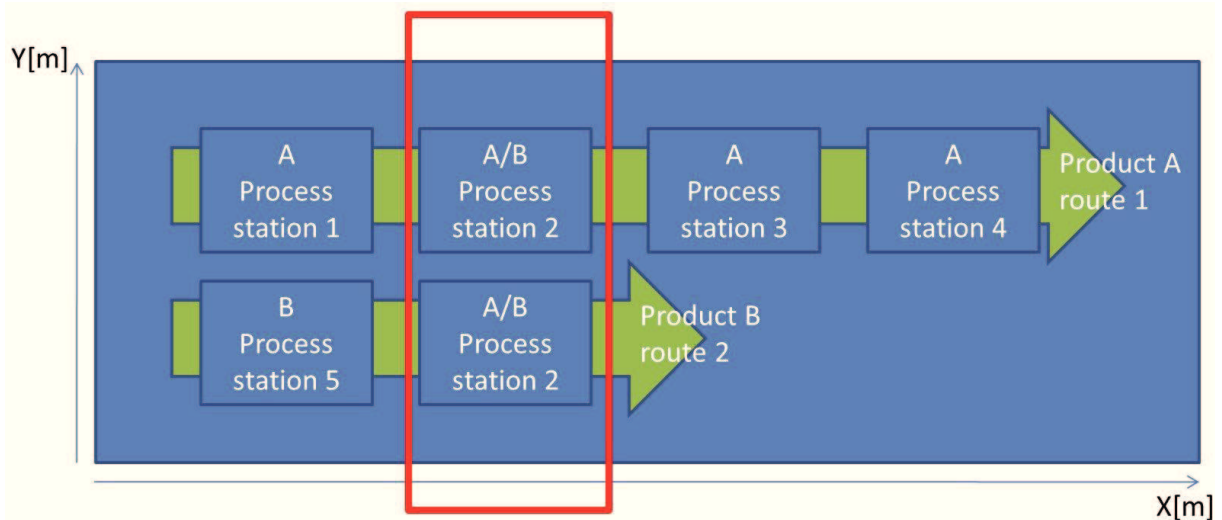 Y[m]
A
Process
station 1
A/B
Process
station 2
A
Process
station 3
A
Process
station 4
Product A
route 1
B
Process
station 5
A/B
Process
station 2
Product B
route 2
X[m]